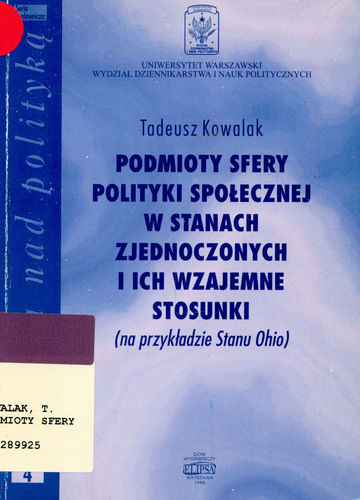 UNIWERSYTET WARSZAWSKI
WYDZIAŁ DZIENNIKARSTWA I NAUK POLITYCZNYCH
Tadeusz Kowalak
PODMIOTY SFERY
POLITYKI SPOŁECZNEJ
W STANACH
ZJEDNOCZONYCH
I ICH WZAJEMNE
STOSUNKI
(na przykładzie Stanu Ohio)
nad polityką
ALAK, T.
MIOTY SFERY
289925
4
DOM
WYDAWNICZY
ELIPSA
WARSZAWA